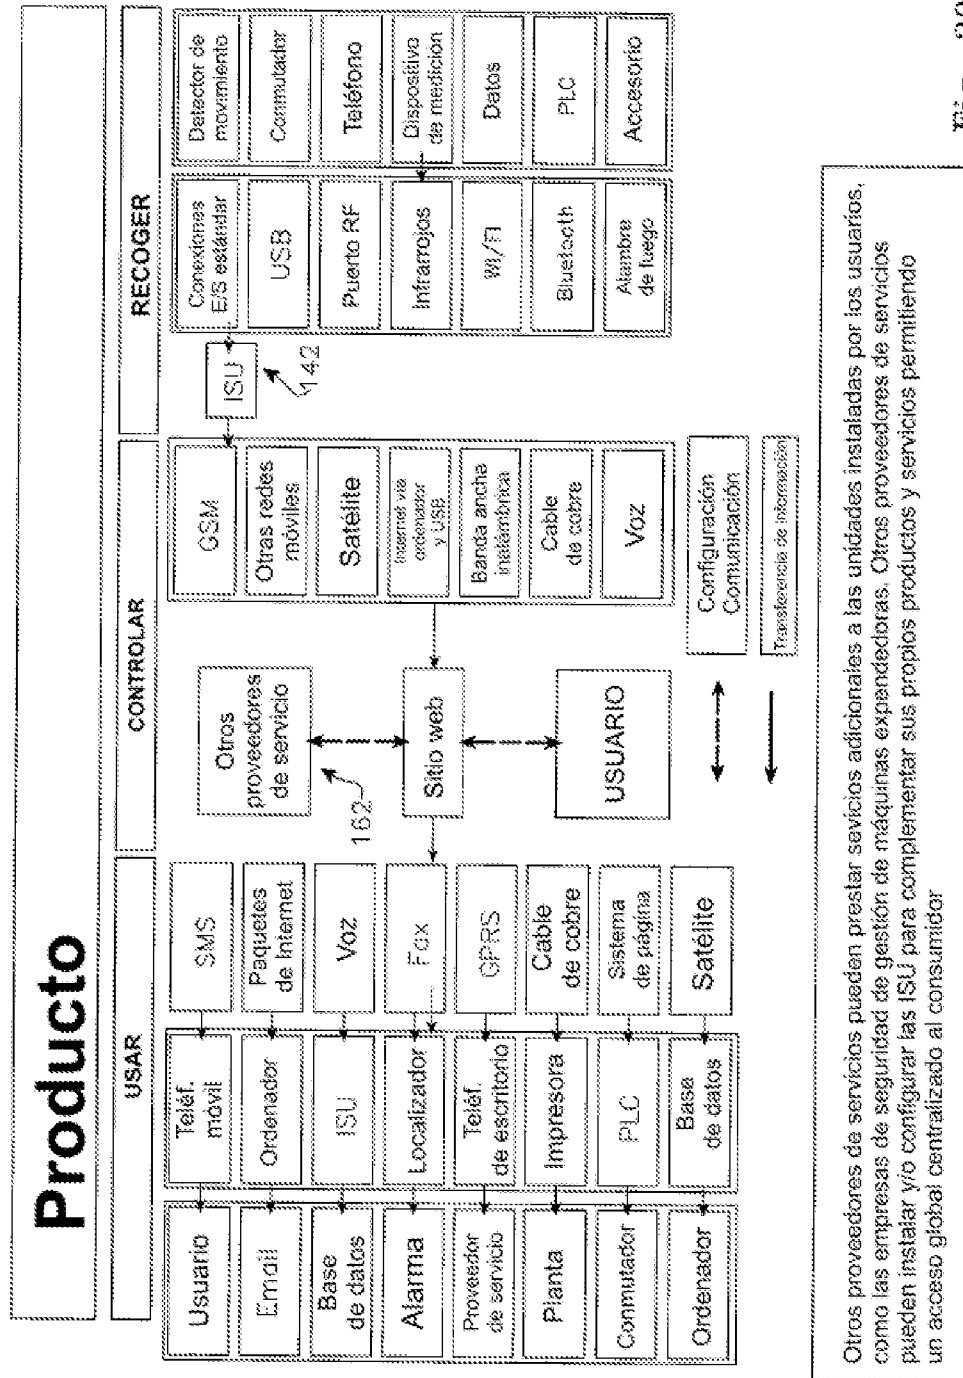 Producto
USAR
CONTROLAR
RECOGER
Usuario
Email
Base
de datos
Alarma
Proveedor
de servicio
Planta
Conmutador
Ordenador
Teléf.
móvil
Ordenador
ISU
Localizador
Teléf.
de escritorio
Impresora
PLC
Base
de datos
SMS
Paquetes
de Internet
Voz
Fax
GPRS
Cable
de cobre
Sistema
de página
Satélite
Otros
proveedores
de servicio
162
Sitio web
USUARIO
GSM
Otras redes
móviles
Satélite
Internet via
ordenador
y USB
Banda ancha
inalámbrica
Cable
de cobre
Voz
Configuración
Comunicación
Transferencia de información
ISU
142
Conexiones
E/S estándar
USB
Puerto RF
Infrarrojos
WI/FI
Bluetooth
Alambre
de fuego
Detector de
movimiento
Conmutador
Teléfono
Dispositivo
de medición
Datos
PLC
Accesorio
Otros proveedores de servicios pueden prestar sevicios adicionales a las unidades instaladas por los usuarios,
como las empresas de seguridad de gestión de máquinas expendedoras. Otros proveedores de servicios
pueden instalar y/o configurar las ISU para complementar sus propios productos y servicios permitiendo
un acceso global centralizado al consumidor